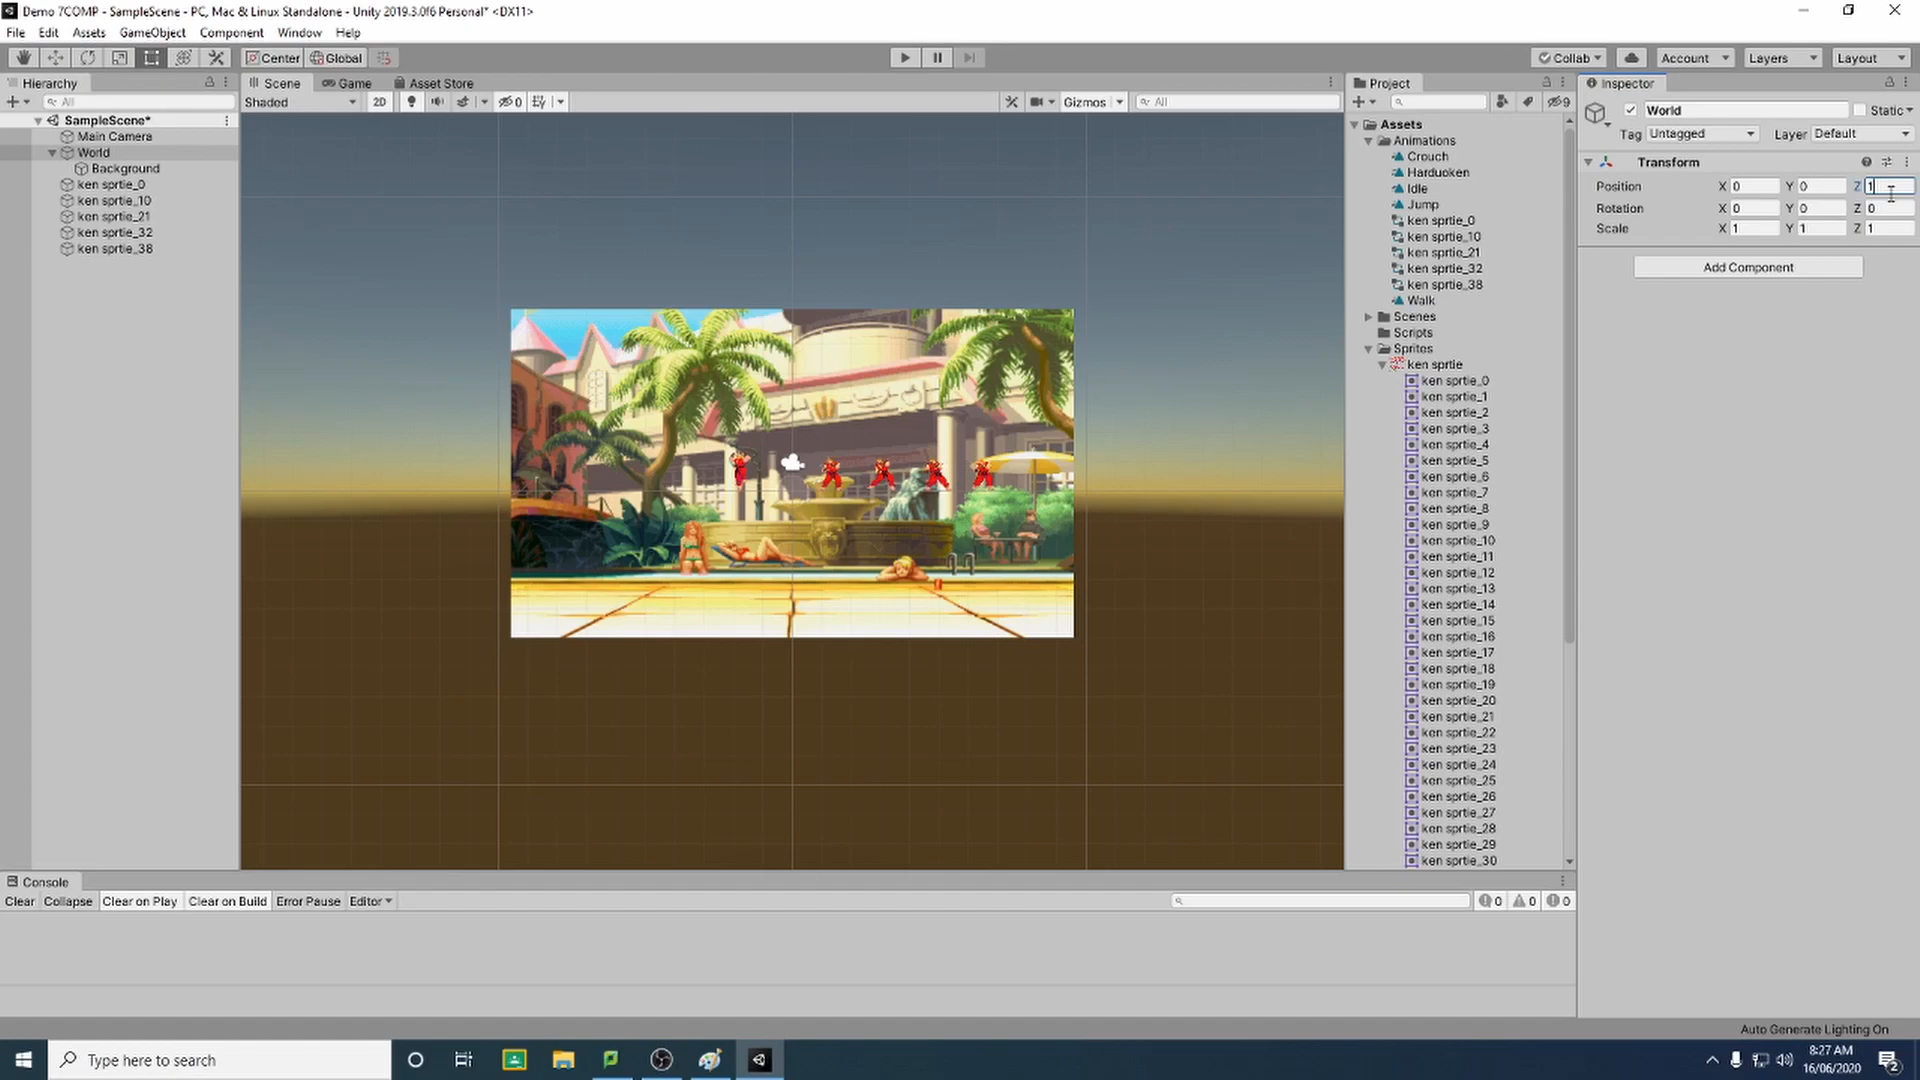 Demo 7COMP - SampleScene - PC, Mac & Linux Standalone - Unity 2019.3.0f6 Personal* <DX11>
File Edit Assets GameObject Component Window Help
Center Global Collab Account Layers Layout
Hierarchy
All
SampleScene*
Main Camera
World
Background
ken sprtie_0
ken sprtie_10
ken sprtie_21
ken sprtie_32
ken sprtie_38
Scene Game Asset Store
Shaded 2D 0 Gizmos All
Project
9
Assets
Animations
Crouch
Harduoken
Idle
Jump
ken sprtie_0
ken sprtie_10
ken sprtie_21
ken sprtie_32
ken sprtie_38
Walk
Scenes
Scripts
Sprites
ken sprtie
ken sprtie_0
ken sprtie_1
ken sprtie_2
ken sprtie_3
ken sprtie_4
ken sprtie_5
ken sprtie_6
ken sprtie_7
ken sprtie_8
ken sprtie_9
ken sprtie_10
ken sprtie_11
ken sprtie_12
ken sprtie_13
ken sprtie_14
ken sprtie_15
ken sprtie_16
ken sprtie_17
ken sprtie_18
ken sprtie_19
ken sprtie_20
ken sprtie_21
ken sprtie_22
ken sprtie_23
ken sprtie_24
ken sprtie_25
ken sprtie_26
ken sprtie_27
ken sprtie_28
ken sprtie_29
ken sprtie_30
Inspector
World Static
Tag Untagged Layer Default
Transform
Position X 0 Y 0 Z 1
Rotation X 0 Y 0 Z 0
Scale X 1 Y 1 Z 1
Add Component
Console
Clear Collapse Clear on Play Clear on Build Error Pause Editor 0 0 0
Auto Generate Lighting On
Type here to search
8:27 AM
16/06/2020
2